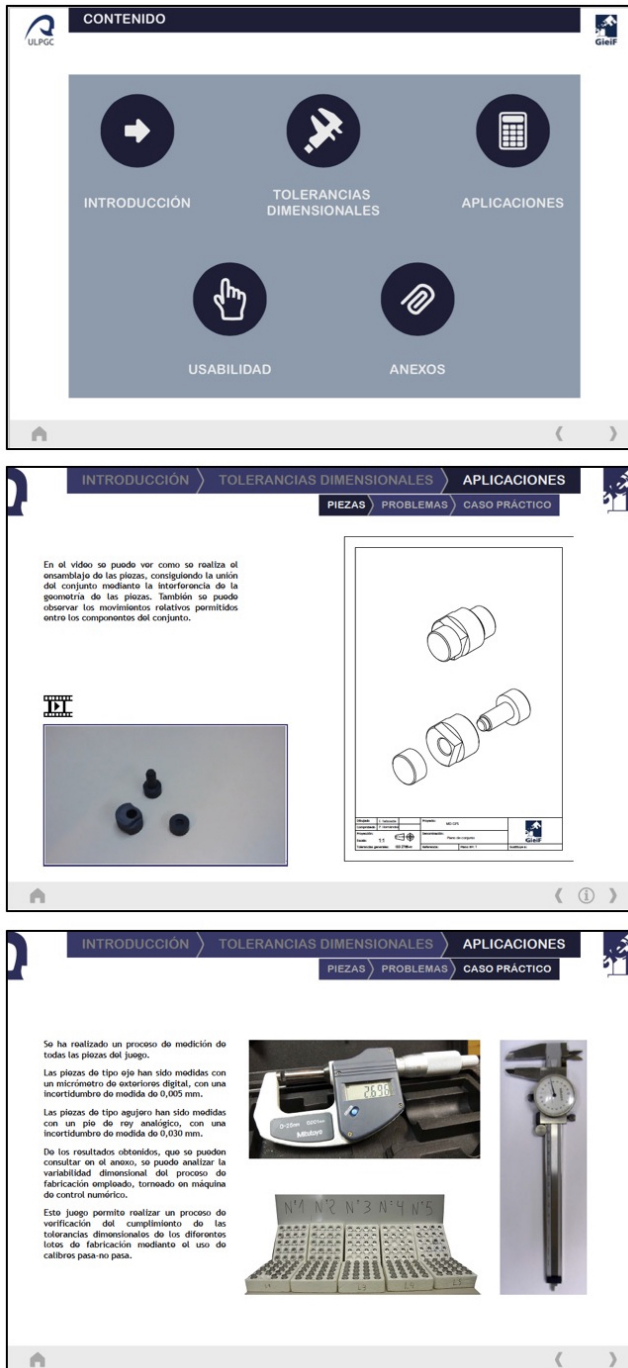 CONTENIDO
ULPGC
GieiF
INTRODUCCIÓN
TOLERANCIAS
DIMENSIONALES
APLICACIONES
USABILIDAD
ANEXOS
INTRODUCCIÓN
TOLERANCIAS DIMENSIONALES
APLICACIONES
PIEZAS
PROBLEMAS
CASO PRÁCTICO
En el vídeo se puede ver como se realiza el
ensamblaje de las piezas, consiguiendo la unión
del conjunto mediante la interferencia de la
geometría de las piezas. También se puede
observar los movimientos relativos permitidos
entre los componentes del conjunto.
GieiF
INTRODUCCIÓN
TOLERANCIAS DIMENSIONALES
APLICACIONES
PIEZAS
PROBLEMAS
CASO PRÁCTICO
Se ha realizado un proceso de medición de
todas las piezas del juego.
Las piezas de tipo eje han sido medidas con
un micrómetro de exteriores digital, con una
incertidumbre de medida de 0,005 mm.
Las piezas de tipo agujero han sido medidas
con un pie de rey analógico, con una
incertidumbre de medida de 0,030 mm.
De los resultados obtenidos, que se pueden
consultar en el anexo, se puede analizar la
variabilidad dimensional del proceso de
fabricación empleado, torneado en máquina
de control numérico.
Este juego permite realizar un proceso de
verificación del cumplimiento de las
tolerancias dimensionales de los diferentes
lotes de fabricación mediante el uso de
calibres pasa-no pasa.
Mitutoyo
Nº1 Nº2 Nº3 Nº4 Nº5